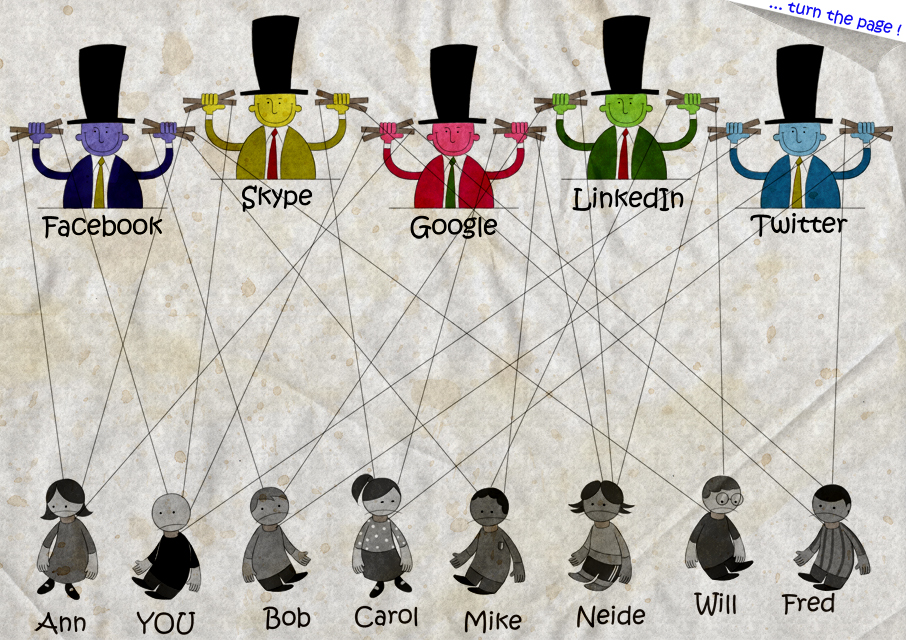 ... turn the page !
Facebook
Skype
Google
LinkedIn
Twitter
Ann
YOU
Bob
Carol
Mike
Neide
Will
Fred